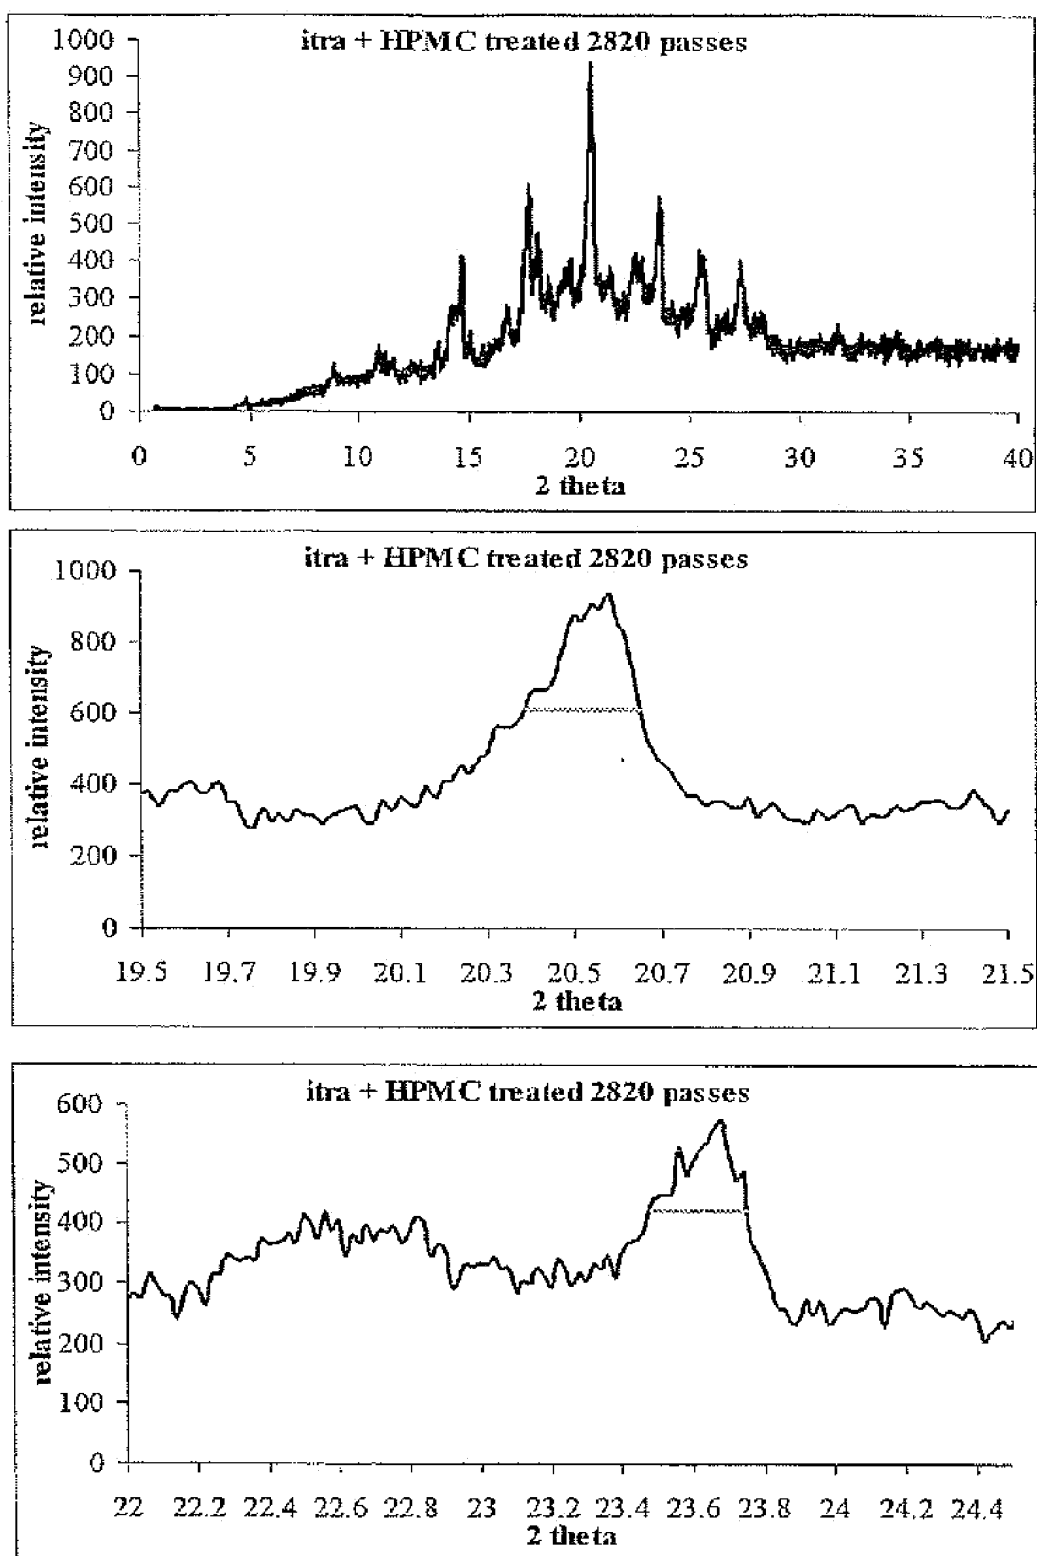 itra + HPMC treated 2820 passes
relative intensity
1000
900
800
700
600
500
400
300
200
100
0
0 5 10 15 20 25 30 35 40
2 theta
itra + HPMC treated 2820 passes
relative intensity
1000
800
600
400
200
0
19.5 19.7 19.9 20.1 20.3 20.5 20.7 20.9 21.1 21.3 21.5
2 theta
itra + HPMC treated 2820 passes
relative intensity
600
500
400
300
200
100
0
22 22.2 22.4 22.6 22.8 23 23.2 23.4 23.6 23.8 24 24.2 24.4
2 theta